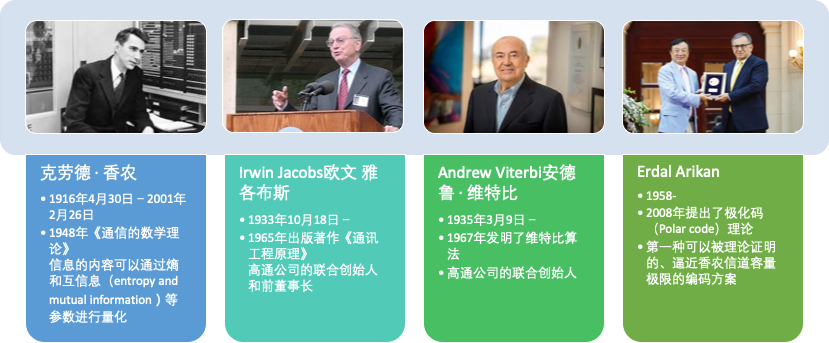 克劳德 · 香农
• 1916年4月30日 – 2001年
2月26日
• 1948年《通信的数学理
论》
信息的内容可以通过熵
和互信息（entropy and
mutual information ）等
参数进行量化
Irwin Jacobs欧文 雅
各布斯
• 1933年10月18日 –
• 1965年出版著作《通讯
工程原理》
高通公司的联合创始人
和前董事长
Andrew Viterbi安德
鲁 · 维特比
• 1935年3月9日 –
• 1967年发明了维特比算
法
• 高通公司的联合创始人
Erdal Arikan
• 1958-
• 2008年提出了极化码
（Polar code）理论
• 第一种可以被理论证明
的、逼近香农信道容量
极限的编码方案